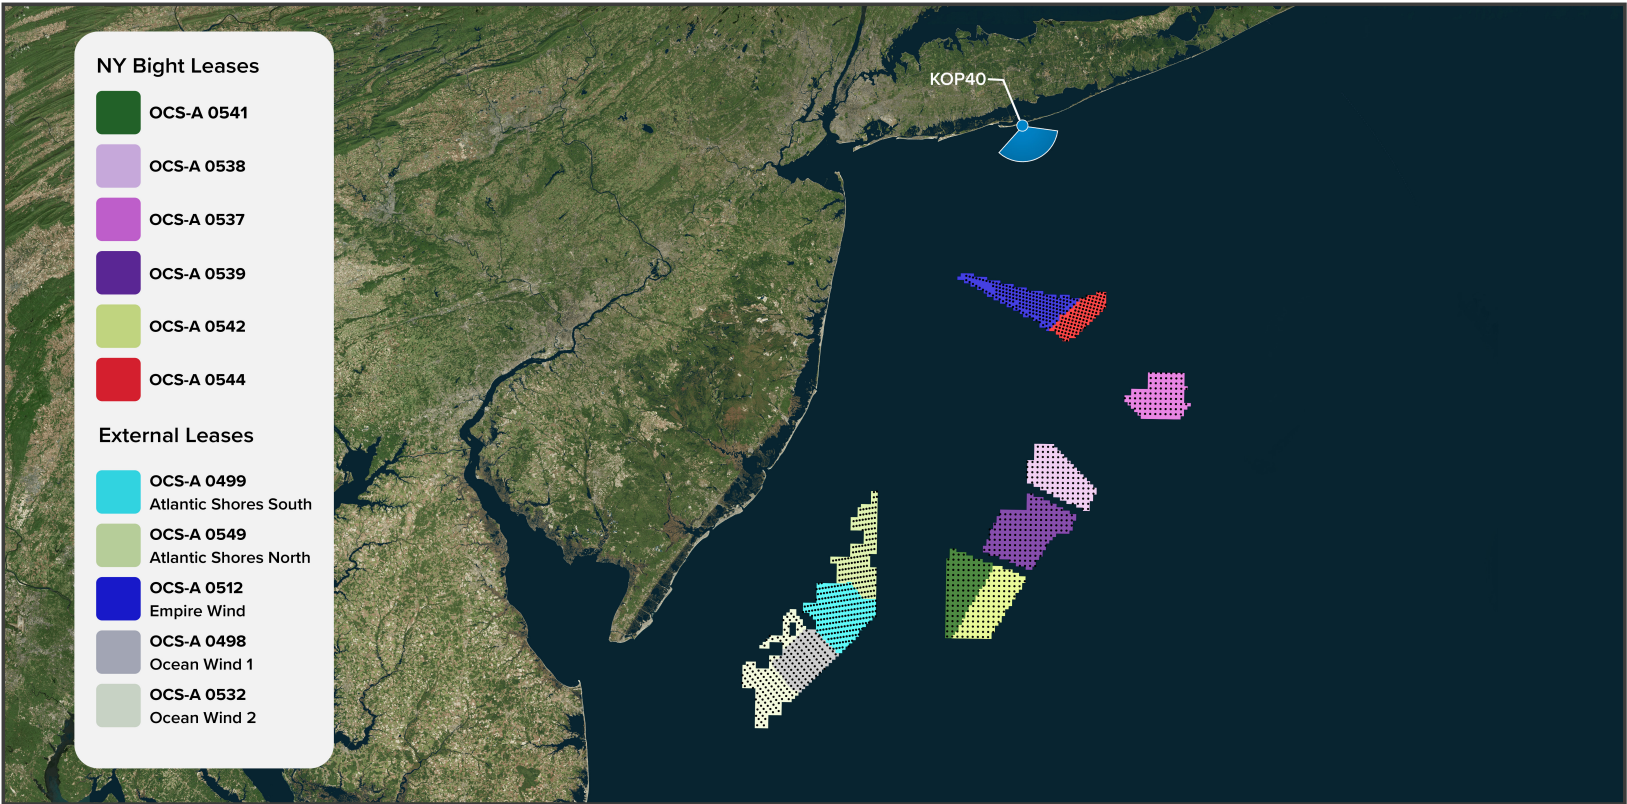 NY Bight Leases
OCS-A 0541
OCS-A 0538
OCS-A 0537
OCS-A 0539
OCS-A 0542
OCS-A 0544
External Leases
OCS-A 0499
Atlantic Shores South
OCS-A 0549
Atlantic Shores North
OCS-A 0512
Empire Wind
OCS-A 0498
Ocean Wind 1
OCS-A 0532
Ocean Wind 2
KOP40